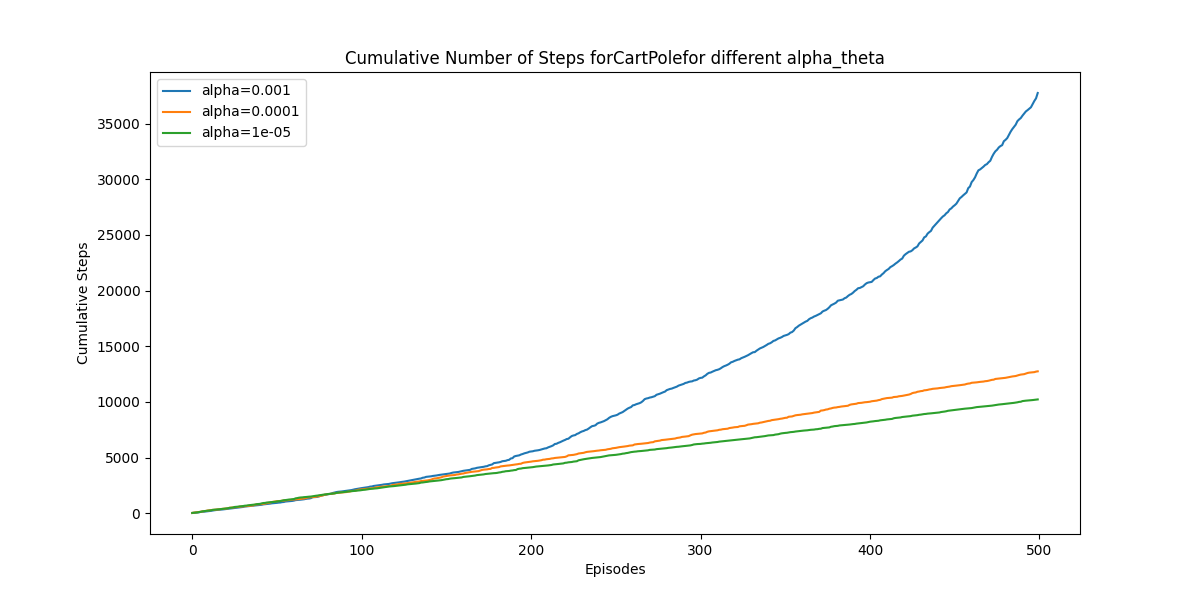 Cumulative Number of Steps forCartPolefor different alpha_theta
alpha=0.001
alpha=0.0001
alpha=1e-05
35000
30000
25000
20000
15000
10000
5000
0
Cumulative Steps
0 100 200 300 400 500
Episodes